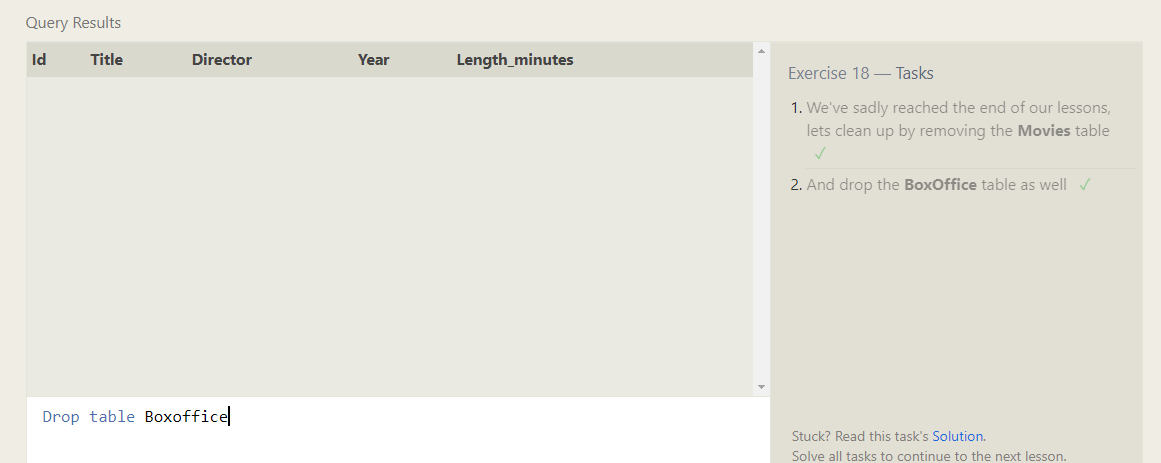 Query Results
Id Title Director Year Length_minutes
Exercise 18 — Tasks
1. We've sadly reached the end of our lessons,
lets clean up by removing the Movies table
✓
2. And drop the BoxOffice table as well ✓
Drop table Boxoffice
Stuck? Read this task's Solution.
Solve all tasks to continue to the next lesson.